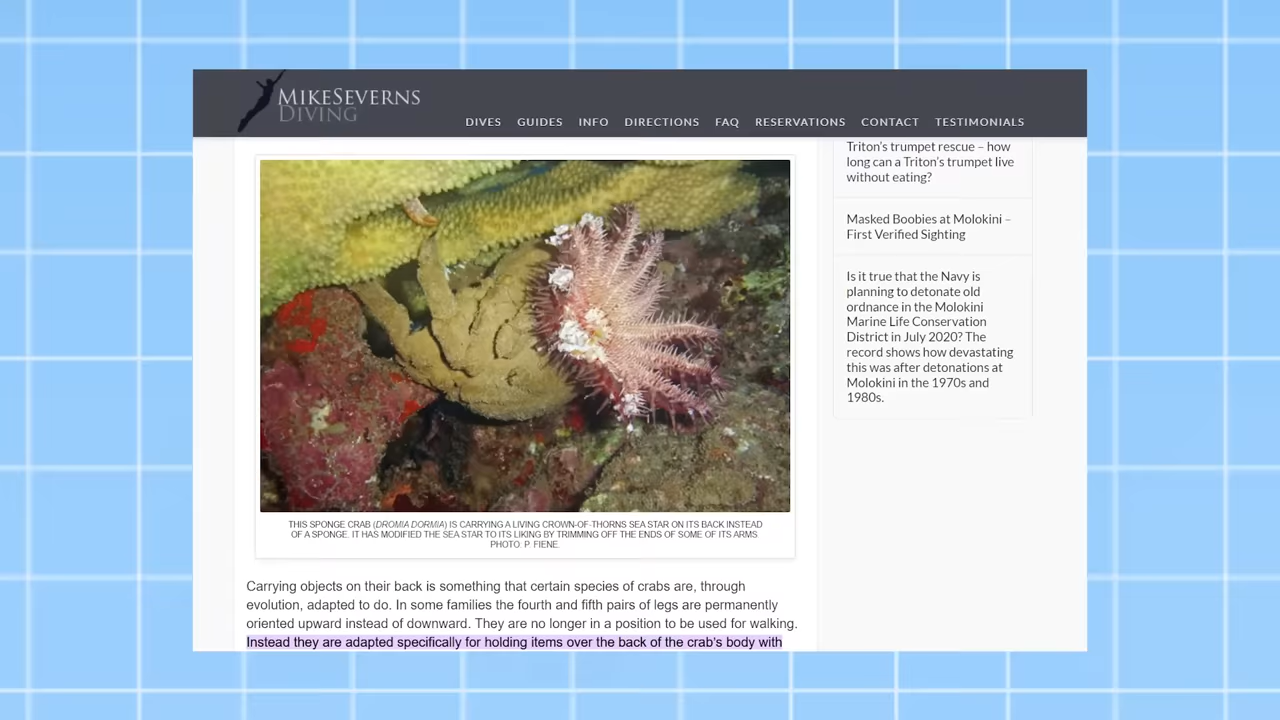 MIKESEVERNS
DIVING
DIVES GUIDES INFO DIRECTIONS FAQ RESERVATIONS CONTACT TESTIMONIALS
THIS SPONGE CRAB (DROMIA DORMIA) IS CARRYING A LIVING CROWN-OF-THORNS SEA STAR ON ITS BACK INSTEAD
OF A SPONGE. IT HAS MODIFIED THE SEA STAR TO ITS LIKING BY TRIMMING OFF THE ENDS OF SOME OF ITS ARMS
PHOTO: P. FIENE.
Carrying objects on their back is something that certain species of crabs are, through
evolution, adapted to do. In some families the fourth and fifth pairs of legs are permanently
oriented upward instead of downward. They are no longer in a position to be used for walking.
Instead they are adapted specifically for holding items over the back of the crab's body with
Triton's trumpet rescue – how
long can a Triton's trumpet live
without eating?
Masked Boobies at Molokini –
First Verified Sighting
Is it true that the Navy is
planning to detonate old
ordnance in the Molokini
Marine Life Conservation
District in July 2020? The
record shows how devastating
this was after detonations at
Molokini in the 1970s and
1980s.